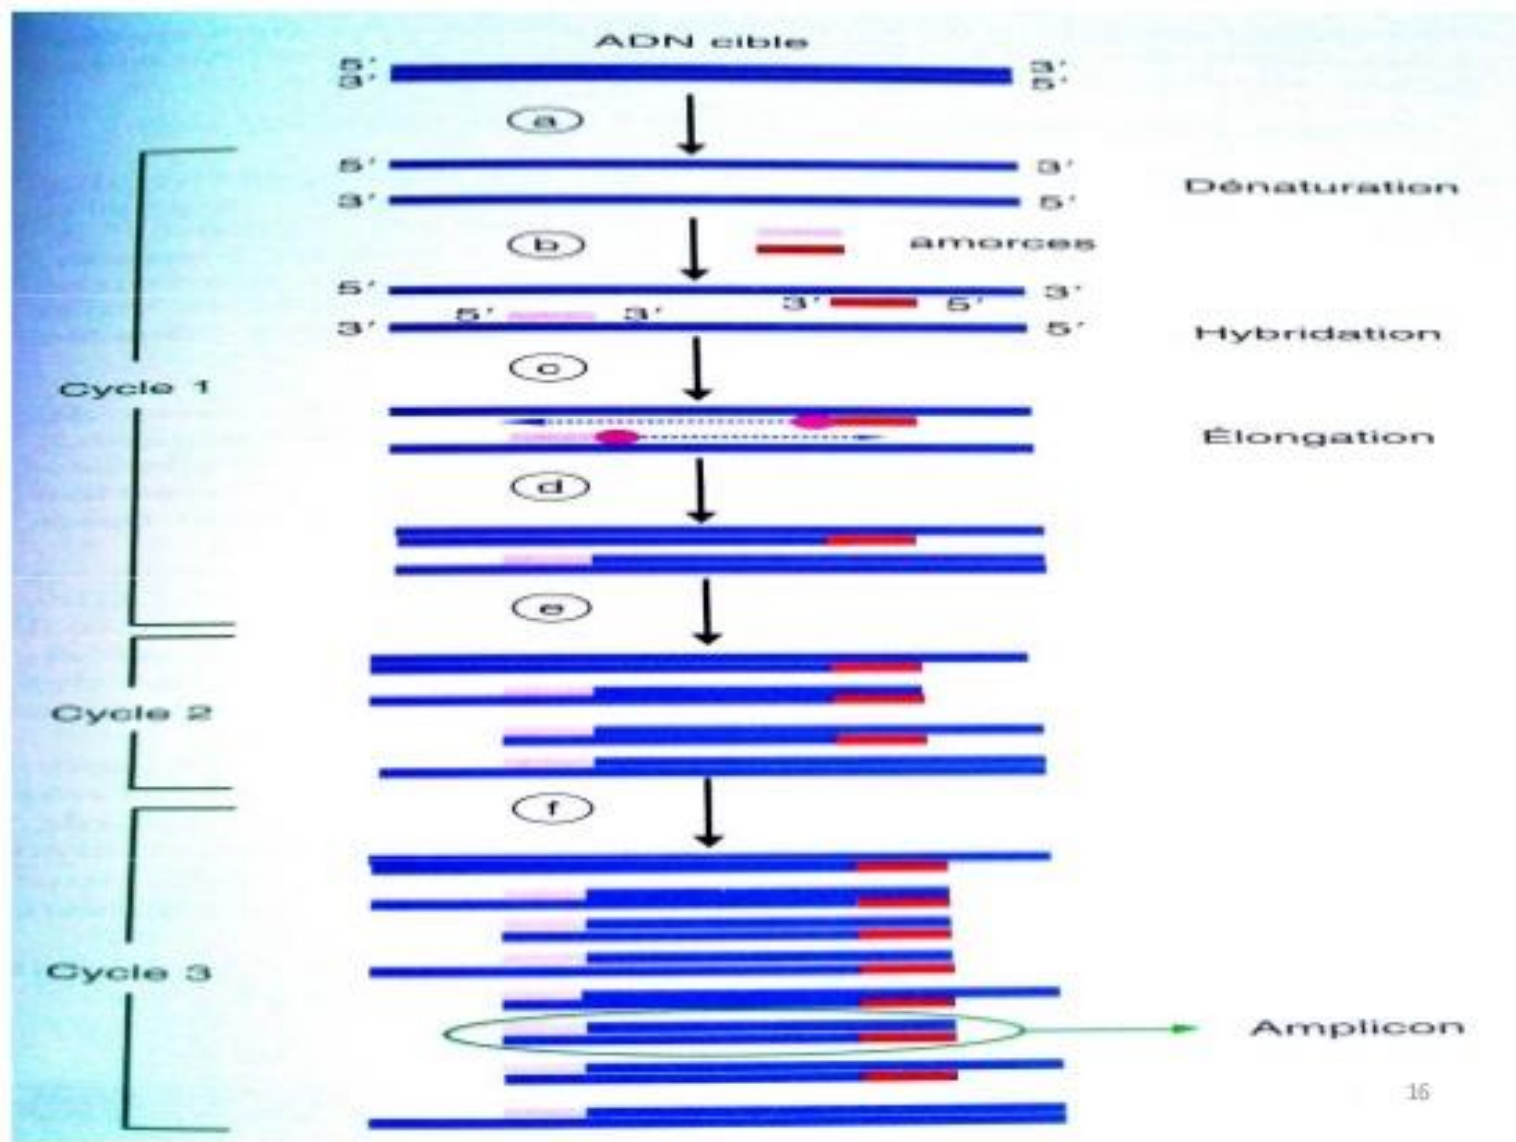 ADN cible
5' 3'
3' 5'
a
5' 3'
Dénaturation
3' 5'
b amorces
5' 3'
3' 5'
5' 3'
3' 5'
Hybridation
c
Cycle 1
Élongation
d
e
Cycle 2
f
Cycle 3
Amplicon
16